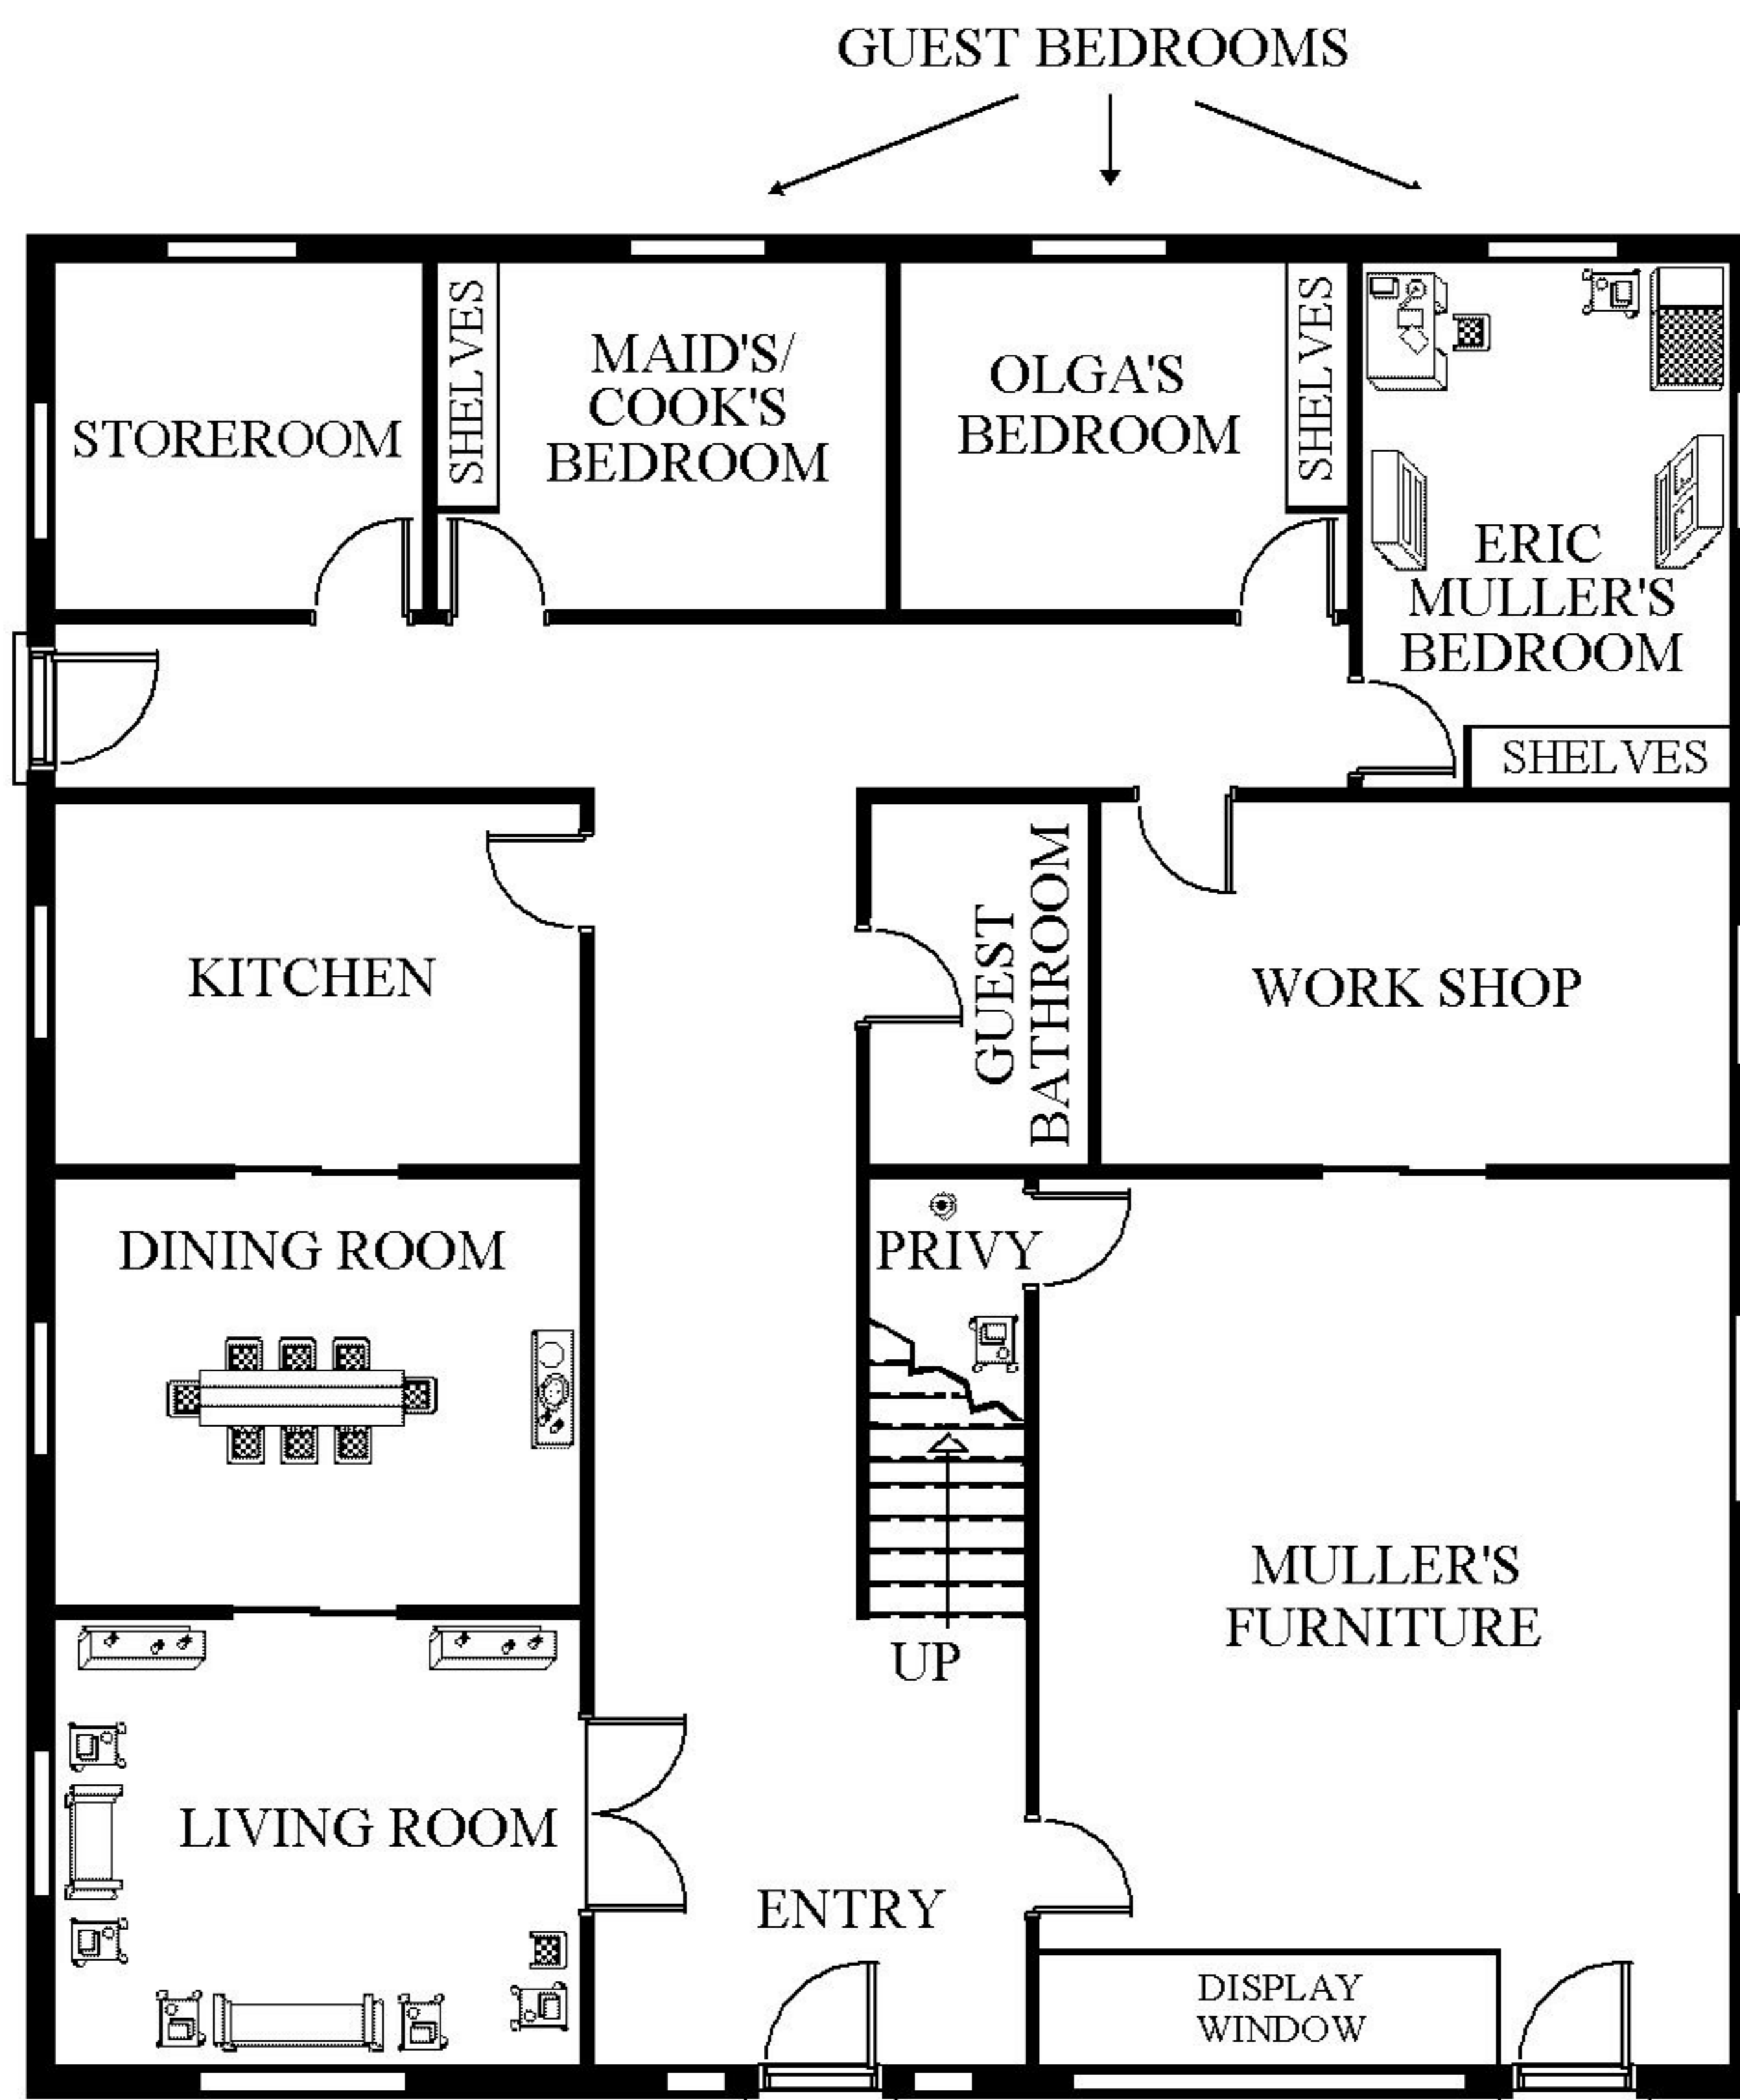 GUEST BEDROOMS
SHELVES
MAID'S/
COOK'S
BEDROOM
OLGA'S
BEDROOM
SHELVES
STOREROOM
ERIC
MULLER'S
BEDROOM
SHELVES
KITCHEN
GUEST
BATHROOM
WORK SHOP
DINING ROOM
PRIVY
MULLER'S
FURNITURE
UP
LIVING ROOM
ENTRY
DISPLAY
WINDOW